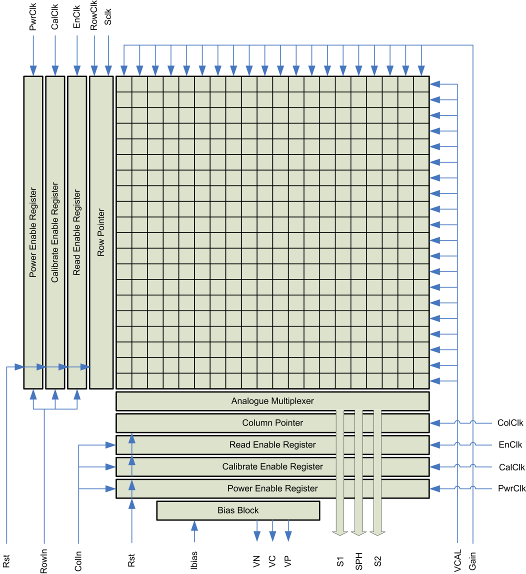 PwrClk
CalClk
EnClk
RowClk
Sclk
Power Enable Register
Calibrate Enable Register
Read Enable Register
Row Pointer
Analogue Multiplexer
Column Pointer
ColClk
Read Enable Register
EnClk
Calibrate Enable Register
CalClk
Power Enable Register
PwrClk
Bias Block
Rst
RowIn
ColIn
Rst
Ibias
VN
VC
VP
S1
SPH
S2
VCAL
Gain